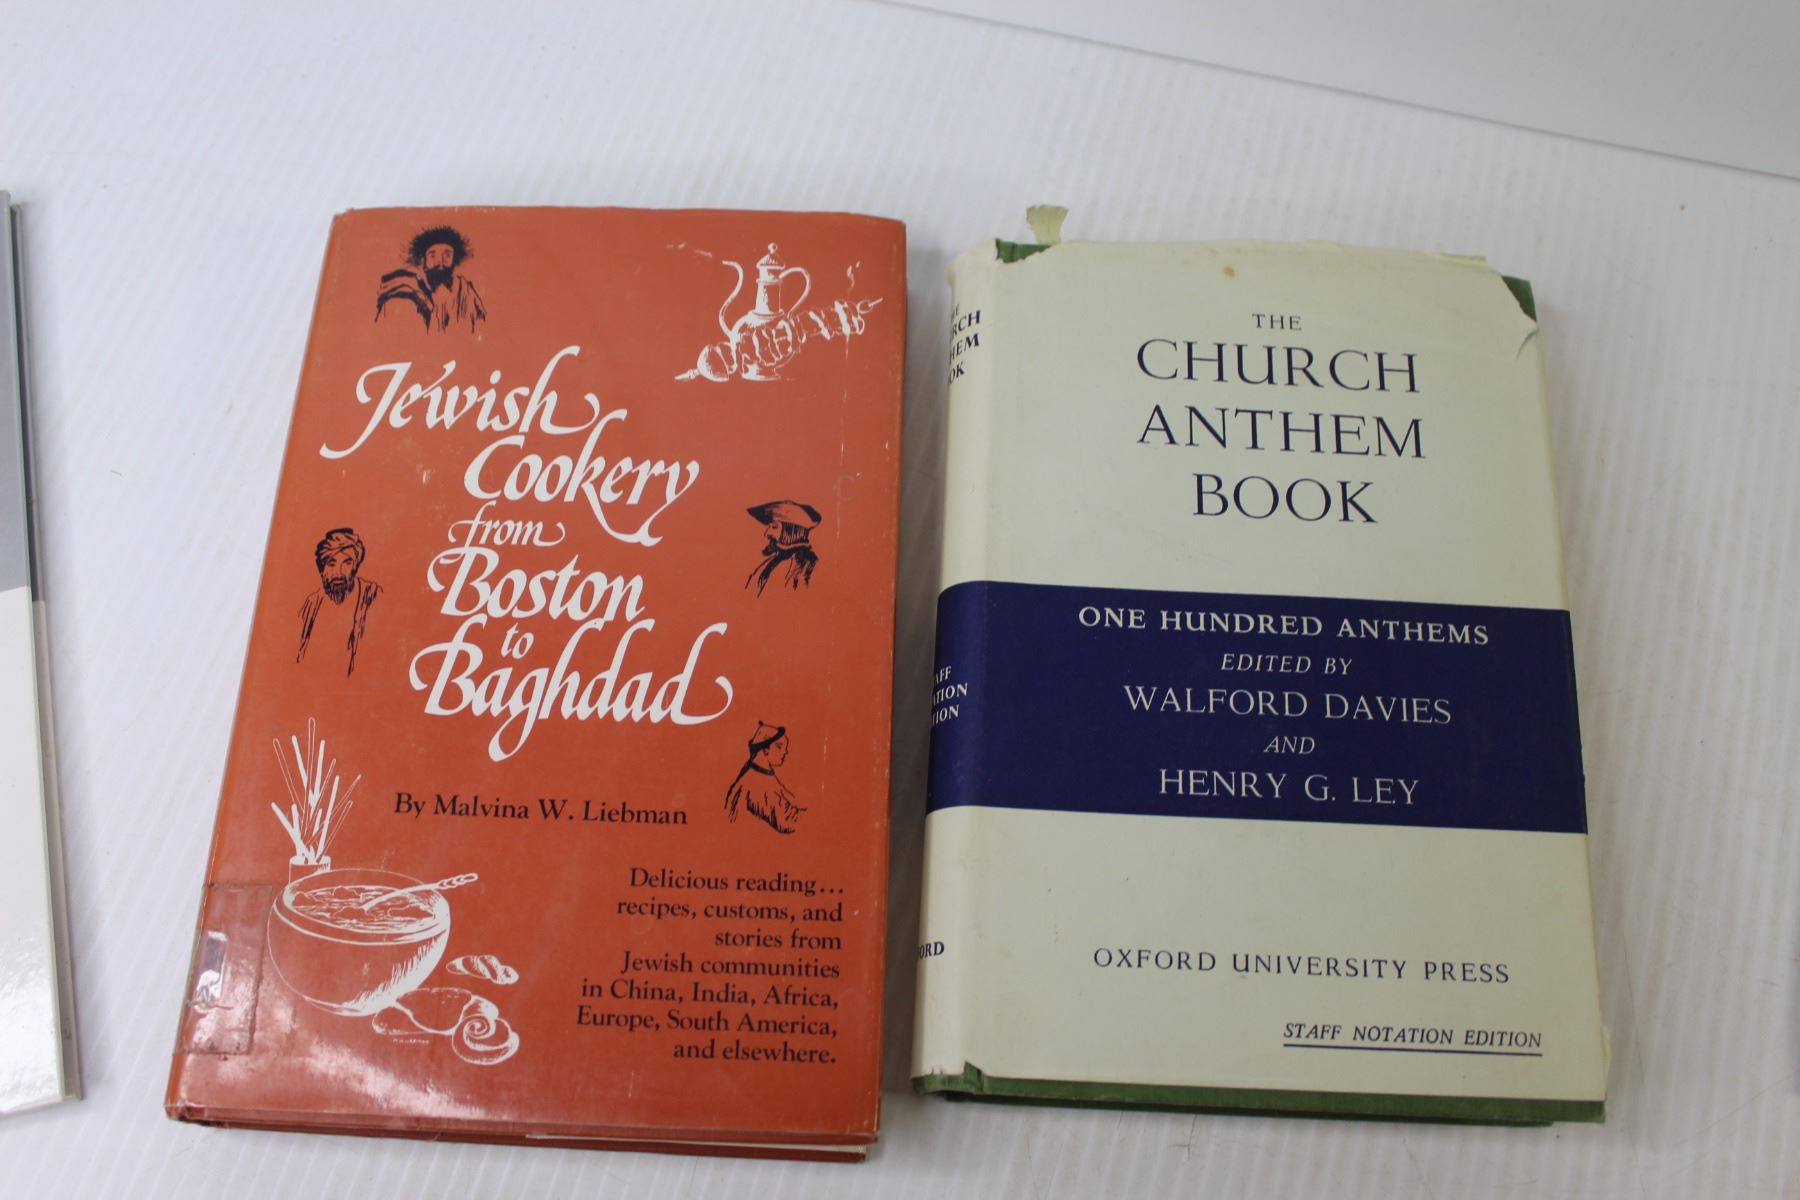 Jewish
Cookery
from
Boston
to
Baghdad
By Malvina W. Liebman
Delicious reading...
recipes, customs, and
stories from
Jewish communities
in China, India, Africa,
Europe, South America,
and elsewhere.
THE
CHURCH
ANTHEM
BOOK
ONE HUNDRED ANTHEMS
EDITED BY
WALFORD DAVIES
AND
HENRY G. LEY
OXFORD UNIVERSITY PRESS
STAFF NOTATION EDITION